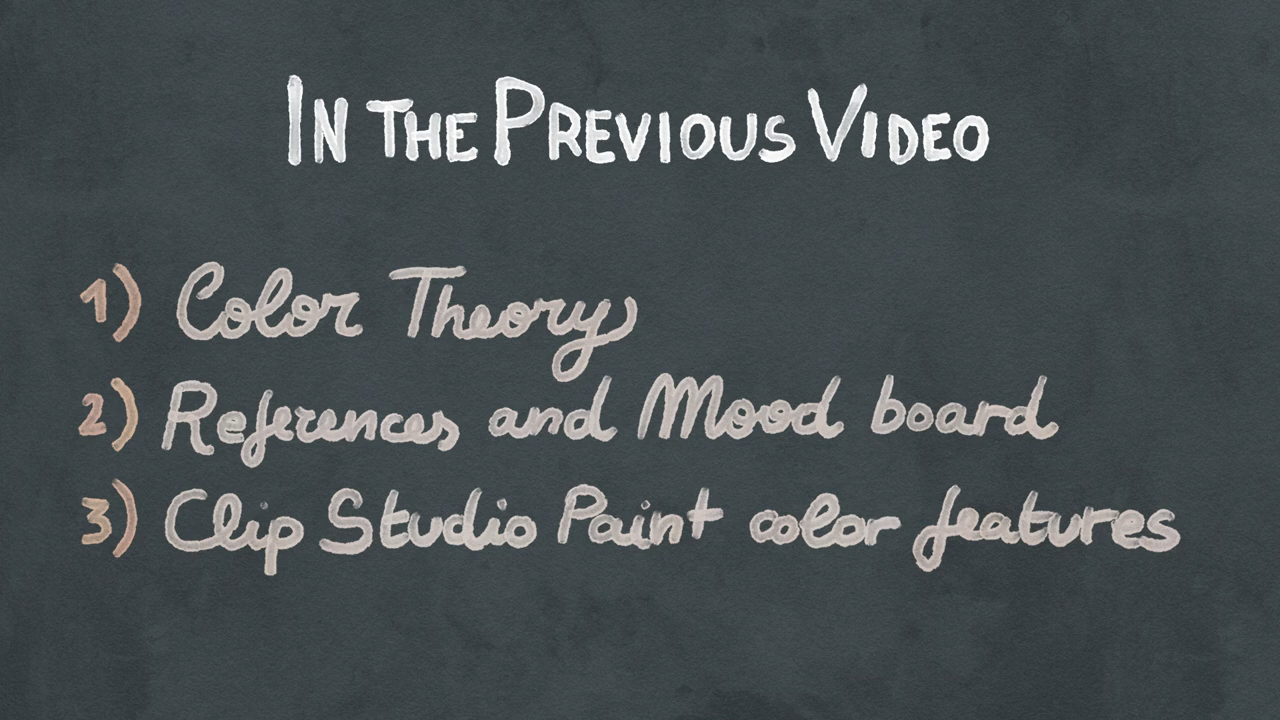 In the Previous Video
1) Color Theory
2) References and Mood board
3) Clip Studio Paint color features